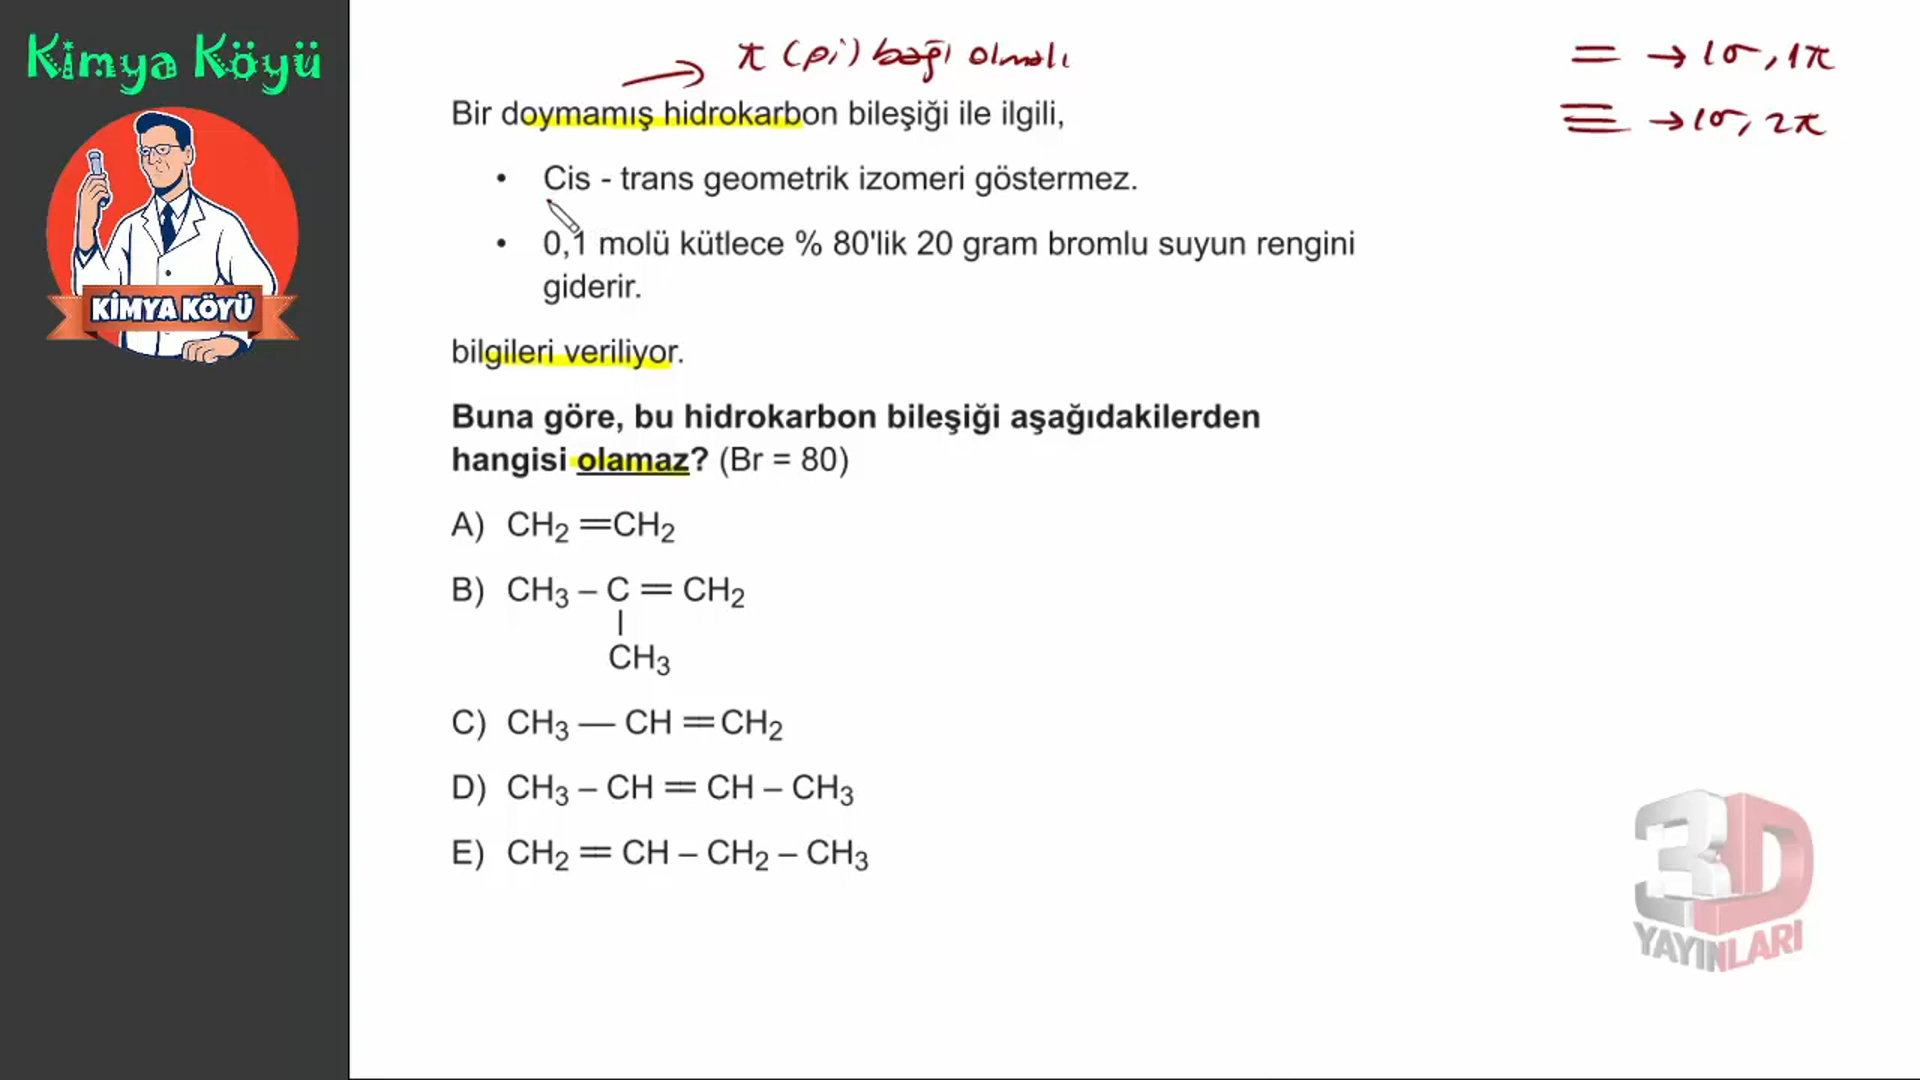 Kimya Köyü
KİMYA KÖYÜ
π (pi) bağı olmalı
= → 1σ, 1π
≡ → 1σ, 2π
Bir doymamış hidrokarbon bileşiği ile ilgili,
• Cis - trans geometrik izomeri göstermez.
• 0,1 molü kütlece % 80'lik 20 gram bromlu suyun rengini
giderir.
bilgileri veriliyor.
Buna göre, bu hidrokarbon bileşiği aşağıdakilerden
hangisi olamaz? (Br = 80)
A) CH₂ =CH₂
B) CH₃ – C = CH₂
|
CH₃
C) CH₃ — CH =CH₂
D) CH₃ – CH = CH – CH₃
E) CH₂ = CH – CH₂ – CH₃
3D
YAYINLARI